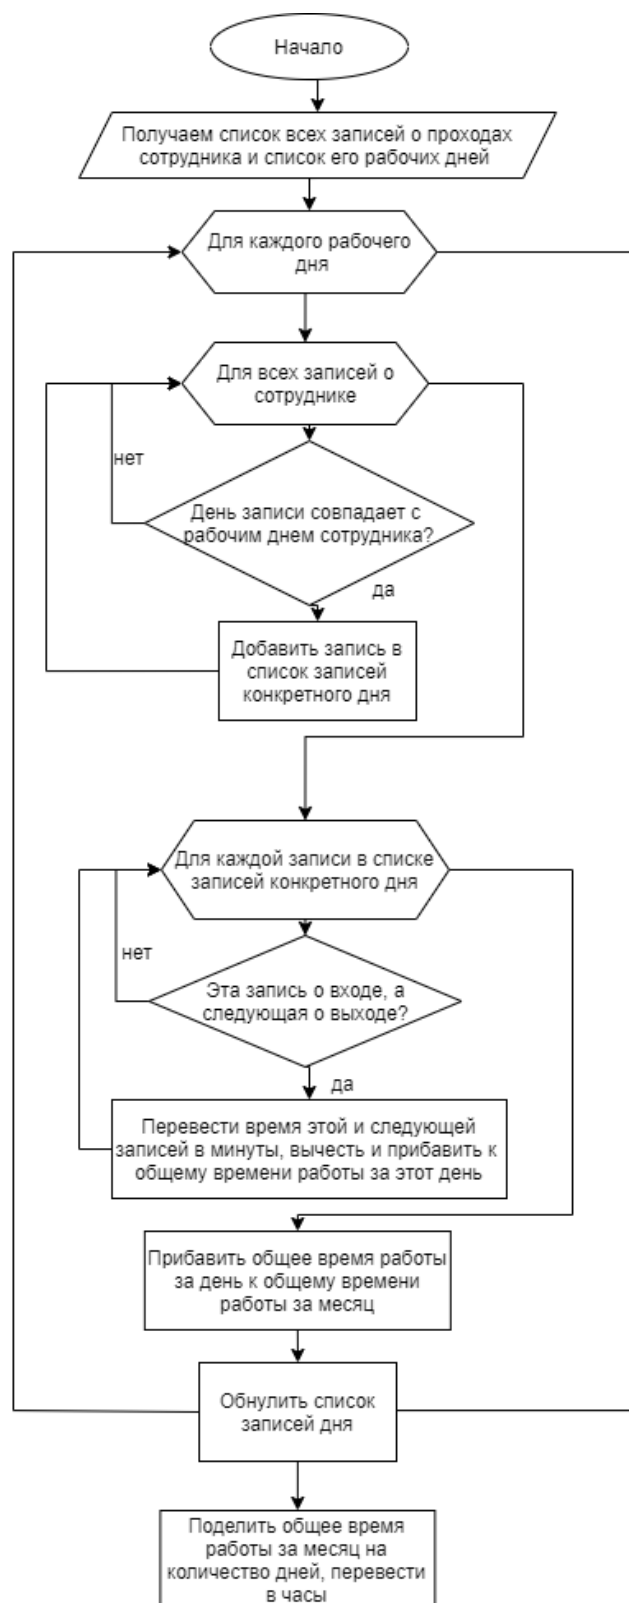 Начало
Получаем список всех записей о проходах
сотрудника и список его рабочих дней
Для каждого рабочего
дня
Для всех записей о
сотруднике
нет
День записи совпадает с
рабочим днем сотрудника?
да
Добавить запись в
список записей
конкретного дня
Для каждой записи в списке
записей конкретного дня
нет
Эта запись о входе, а
следующая о выходе?
да
Перевести время этой и следующей
записей в минуты, вычесть и прибавить к
общему времени работы за этот день
Прибавить общее время работы
за день к общему времени
работы за месяц
Обнулить список
записей дня
Поделить общее время
работы за месяц на
количество дней, перевести
в часы